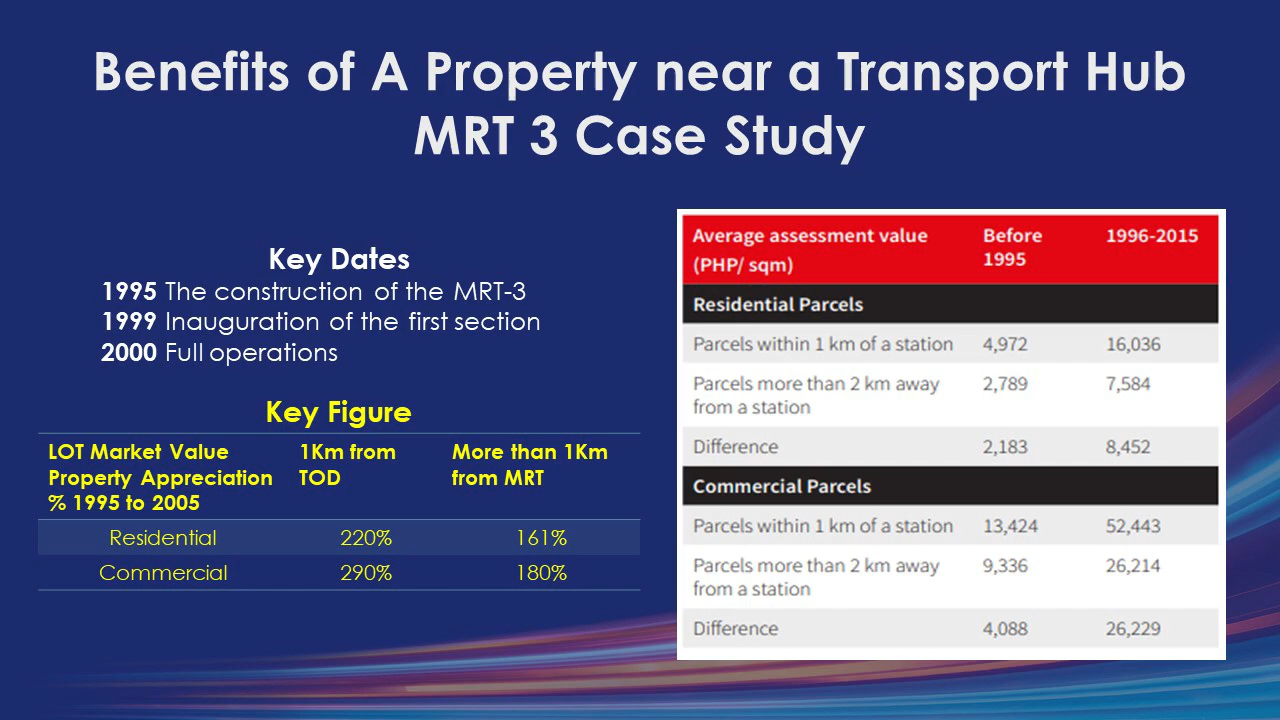 Benefits of A Property near a Transport Hub
MRT 3 Case Study
Key Dates
1995 The construction of the MRT-3
1999 Inauguration of the first section
2000 Full operations
Key Figure
LOT Market Value Property Appreciation % 1995 to 2005 1Km from TOD More than 1Km from MRT
Residential 220% 161%
Commercial 290% 180%
Average assessment value (PHP/ sqm) Before 1995 1996-2015
Residential Parcels
Parcels within 1 km of a station 4,972 16,036
Parcels more than 2 km away from a station 2,789 7,584
Difference 2,183 8,452
Commercial Parcels
Parcels within 1 km of a station 13,424 52,443
Parcels more than 2 km away from a station 9,336 26,214
Difference 4,088 26,229